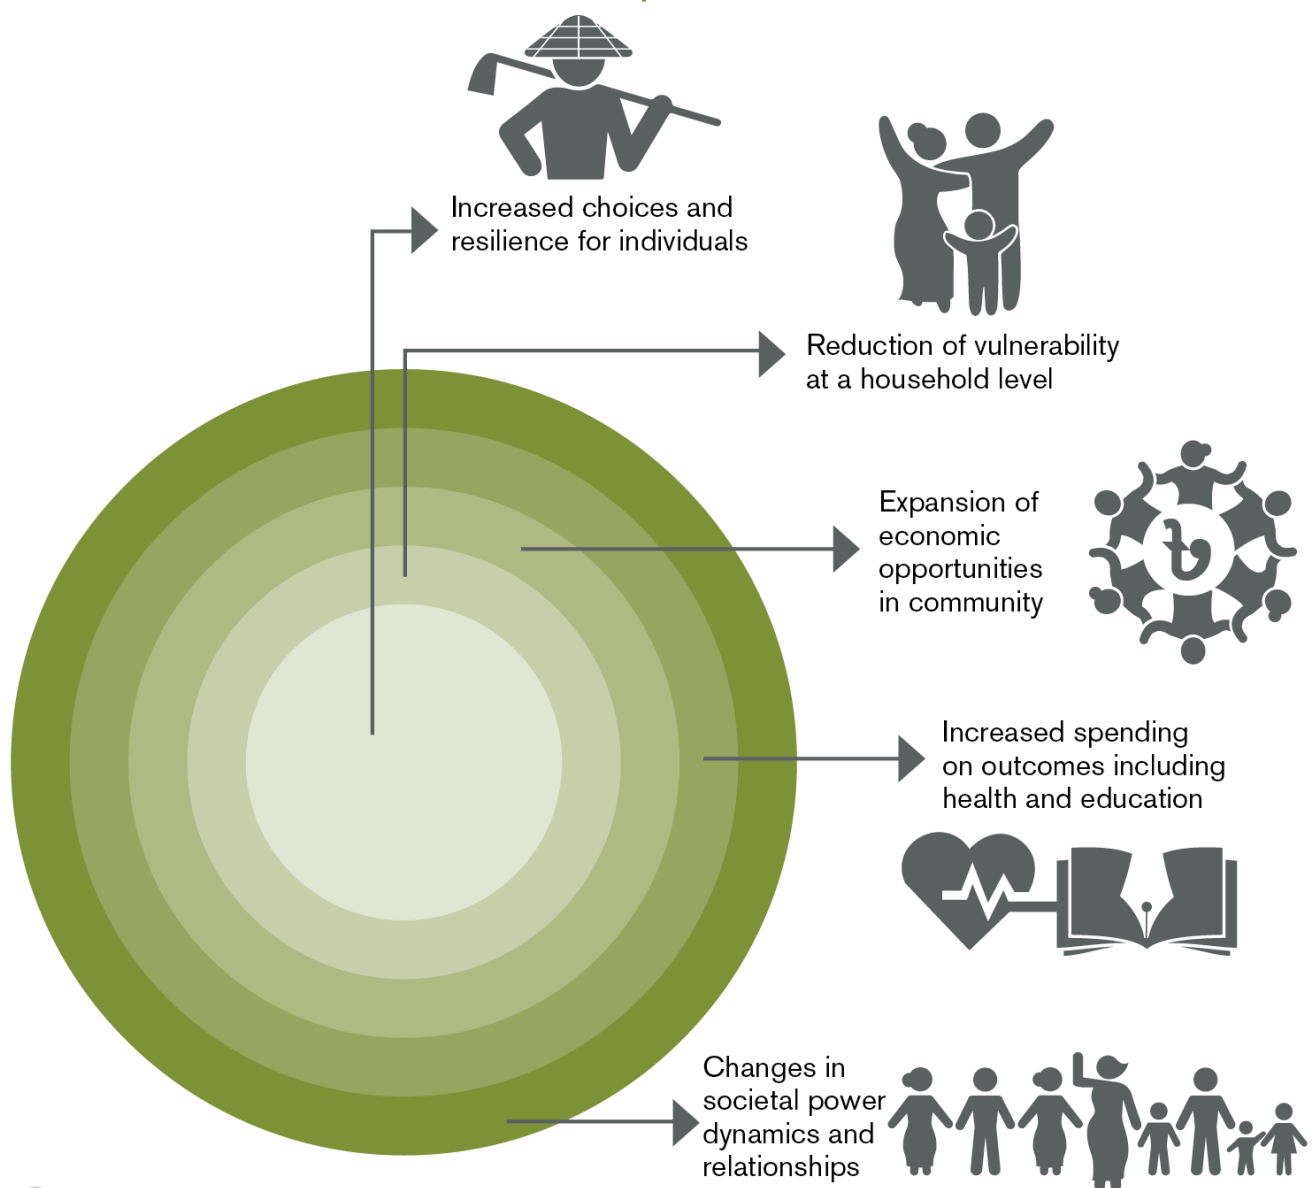 Increased choices and
resilience for individuals
Reduction of vulnerability
at a household level
Expansion of
economic
opportunities
in community
৳
Increased spending
on outcomes including
health and education
Changes in
societal power
dynamics and
relationships